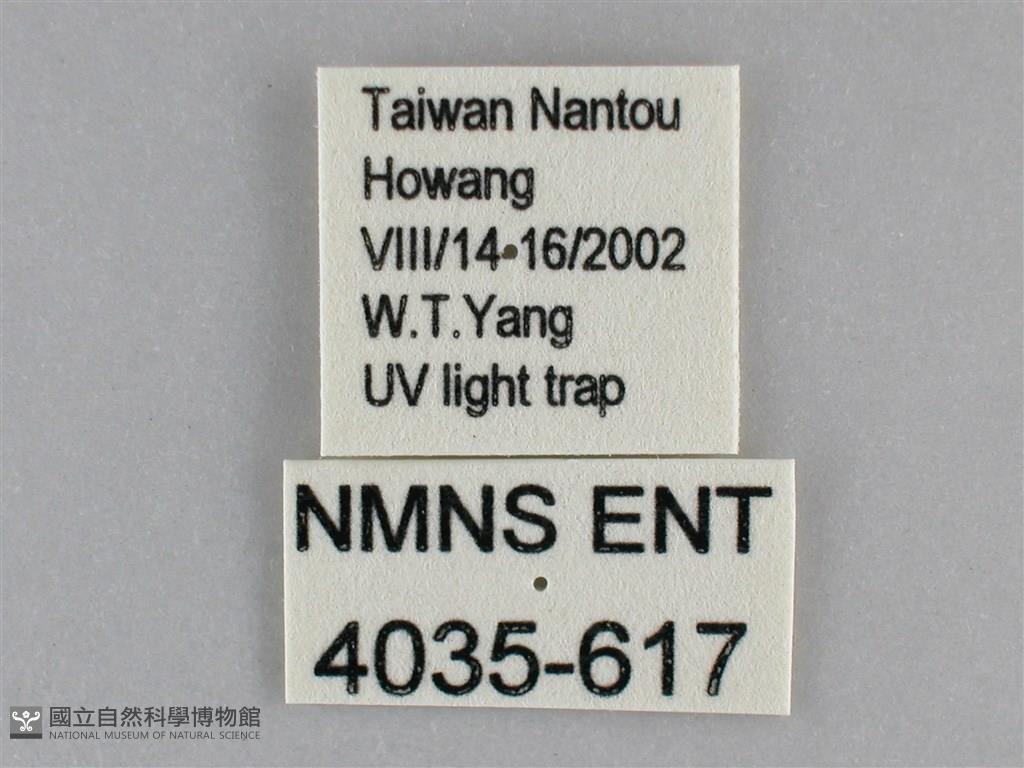 Taiwan Nantou
Howang
VIII/14-16/2002
W.T.Yang
UV light trap
NMNS ENT
4035-617
國立自然科學博物館
NATIONAL MUSEUM OF NATURAL SCIENCE